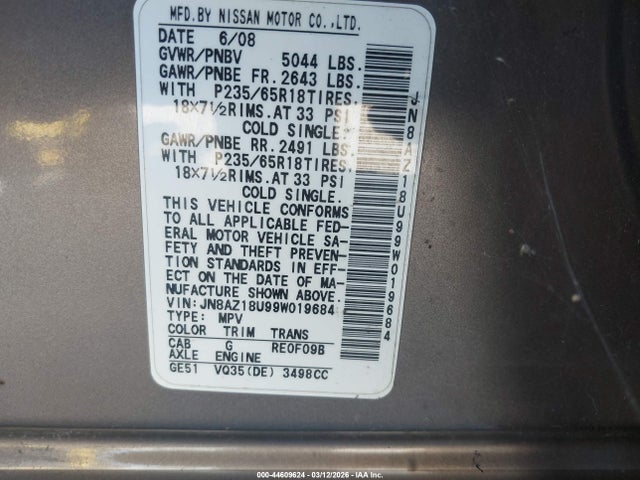 MFD.BY NISSAN MOTOR CO.,LTD.
DATE 6/08
GVWR/PNBV 5044 LBS.
GAWR/PNBE FR. 2643 LBS.
WITH P235/65R18TIRES.
18X7½RIMS.AT 33 PSI
COLD SINGLE.
GAWR/PNBE RR. 2491 LBS.
WITH P235/65R18TIRES.
18X7½RIMS.AT 33 PSI
COLD SINGLE.
THIS VEHICLE CONFORMS
TO ALL APPLICABLE FED-
ERAL MOTOR VEHICLE SA-
FETY AND THEFT PREVEN-
TION STANDARDS IN EFF-
ECT ON THE DATE OF MA-
NUFACTURE SHOWN ABOVE.
VIN: JN8AZ18U99W019684
TYPE: MPV
COLOR TRIM TRANS
CAB G RE0F09B
AXLE ENGINE
GE51 VQ35(DE) 3498CC
JN8AZ18U99W019684
000-44609624 - 03/12/2026 - IAA Inc.